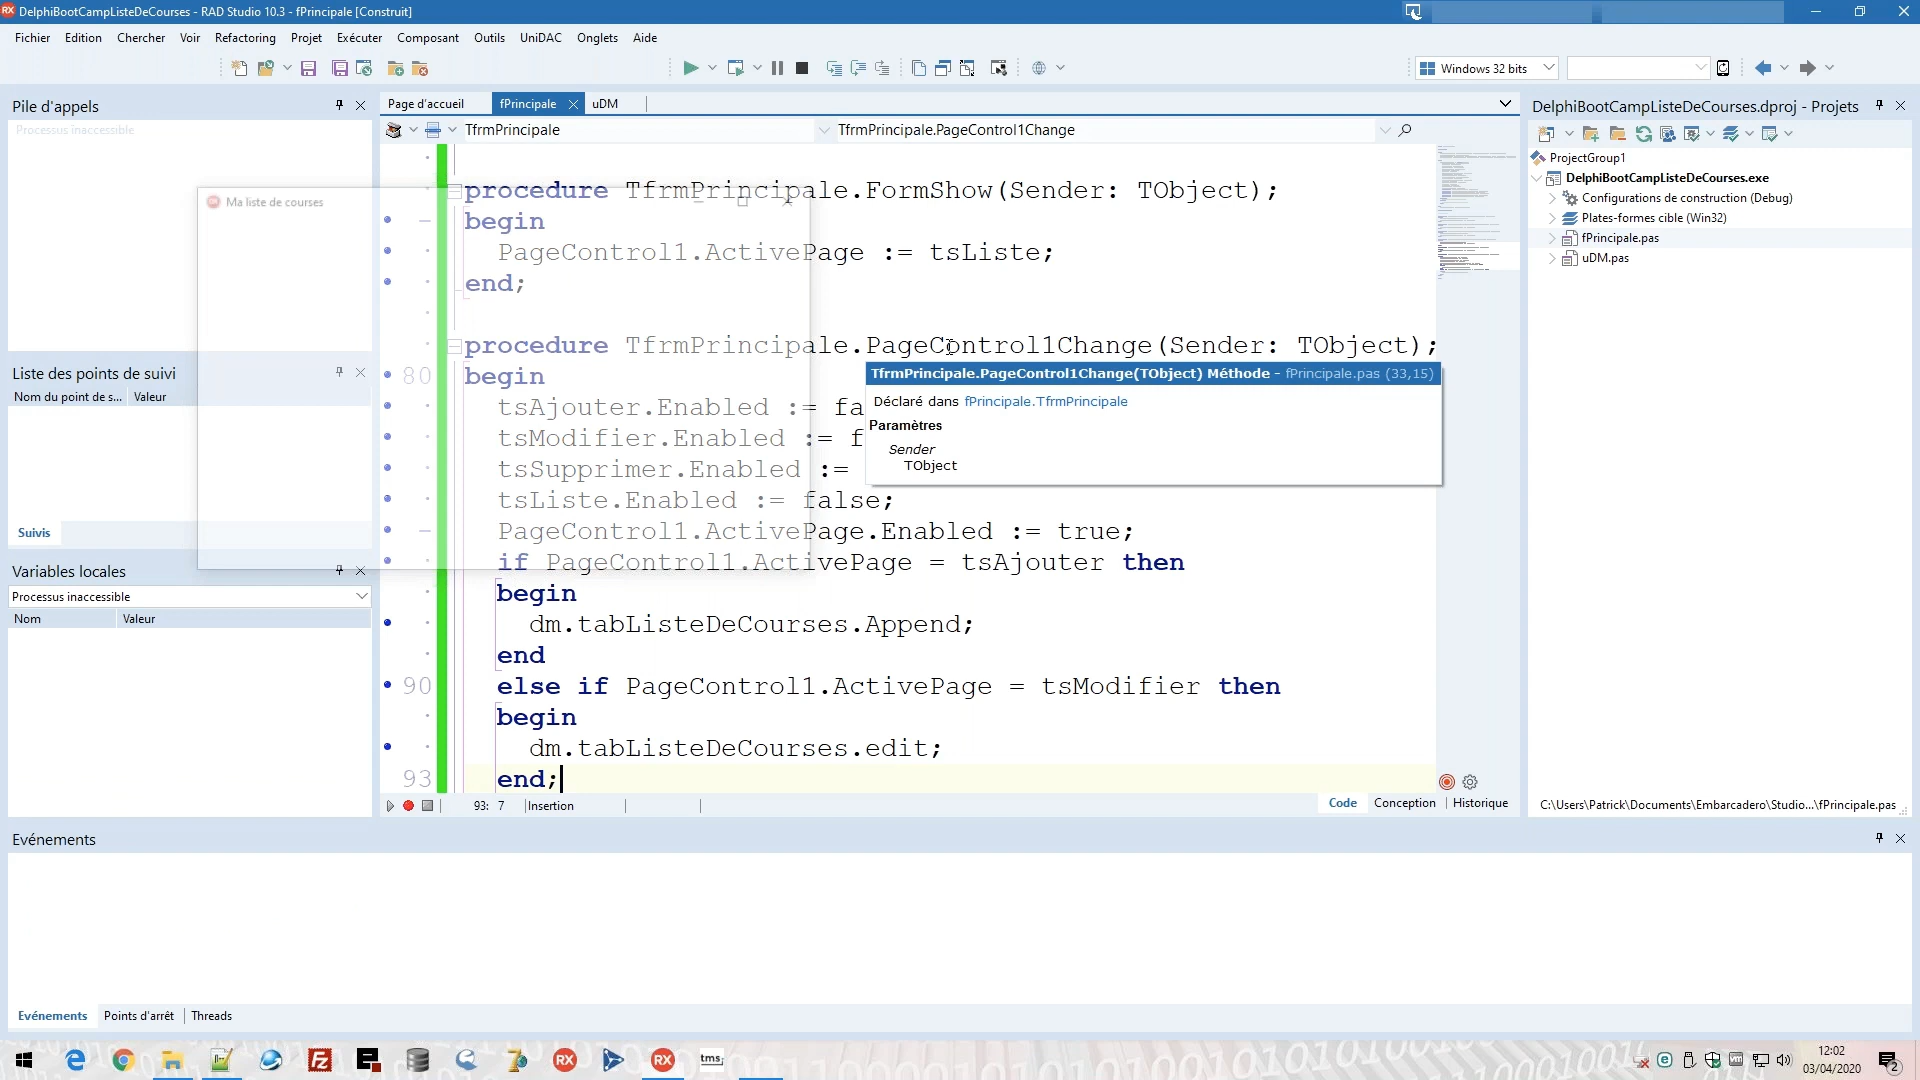 DelphiBootCampListeDeCourses - RAD Studio 10.3 - fPrincipale [Construit]
Fichier Edition Chercher Voir Refactoring Projet Exécuter Composant Outils UniDAC Onglets Aide
Windows 32 bits
Pile d'appels
Processus inaccessible
Ma liste de courses
Liste des points de suivi
Nom du point de s... Valeur
Suivis
Variables locales
Processus inaccessible
Nom Valeur
Page d'accueil fPrincipale uDM
TfrmPrincipale TfrmPrincipale.PageControl1Change
procedure TfrmPrincipale.FormShow(Sender: TObject);
begin
PageControl1.ActivePage := tsListe;
end;
procedure TfrmPrincipale.PageControl1Change(Sender: TObject);
80 begin
tsAjouter.Enabled := fa
tsModifier.Enabled := f
tsSupprimer.Enabled :=
tsListe.Enabled := false;
PageControl1.ActivePage.Enabled := true;
if PageControl1.ActivePage = tsAjouter then
begin
dm.tabListeDeCourses.Append;
end
90 else if PageControl1.ActivePage = tsModifier then
begin
dm.tabListeDeCourses.edit;
93 end;
TfrmPrincipale.PageControl1Change(TObject) Méthode - fPrincipale.pas (33,15)
Déclaré dans fPrincipale.TfrmPrincipale
Paramètres
Sender
TObject
93: 7 Insertion
Code Conception Historique
DelphiBootCampListeDeCourses.dproj - Projets
ProjectGroup1
DelphiBootCampListeDeCourses.exe
Configurations de construction (Debug)
Plates-formes cible (Win32)
fPrincipale.pas
uDM.pas
C:\Users\Patrick\Documents\Embarcadero\Studio...\fPrincipale.pas
Evénements
Evénements Points d'arrêt Threads
RX RX tms
12:02
03/04/2020
2